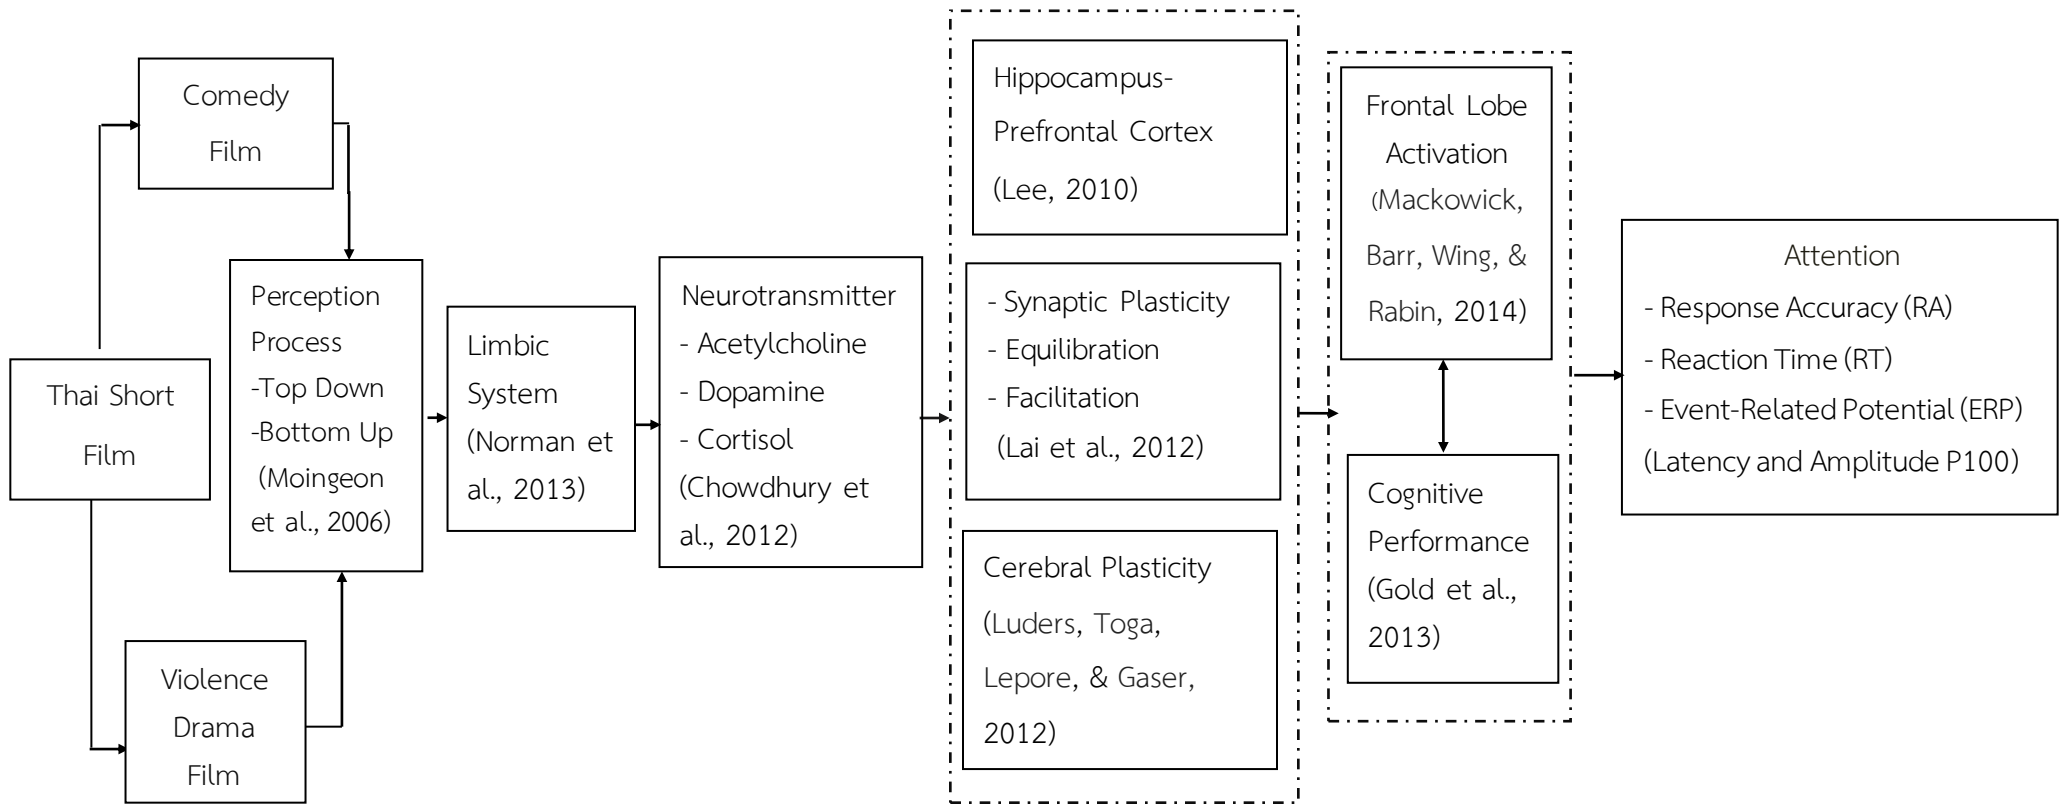 Comedy
Film
Thai Short
Film
Violence
Drama
Film
Perception
Process
-Top Down
-Bottom Up
(Moingeon
et al., 2006)
Limbic
System
(Norman et
al., 2013)
Neurotransmitter
- Acetylcholine
- Dopamine
- Cortisol
(Chowdhury et
al., 2012)
Hippocampus-
Prefrontal Cortex
(Lee, 2010)
- Synaptic Plasticity
- Equilibration
- Facilitation
(Lai et al., 2012)
Cerebral Plasticity
(Luders, Toga,
Lepore, & Gaser,
2012)
Frontal Lobe
Activation
(Mackowick,
Barr, Wing, &
Rabin, 2014)
Cognitive
Performance
(Gold et al.,
2013)
Attention
- Response Accuracy (RA)
- Reaction Time (RT)
- Event-Related Potential (ERP)
(Latency and Amplitude P100)